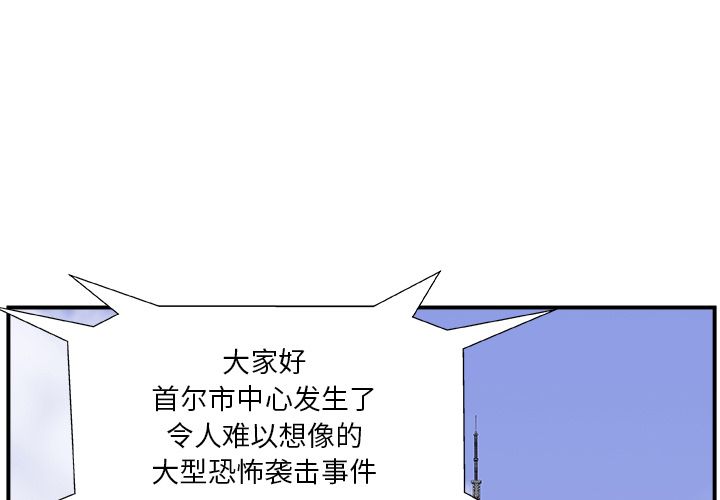 大家好
首尔市中心发生了
令人难以想像的
大型恐怖袭击事件